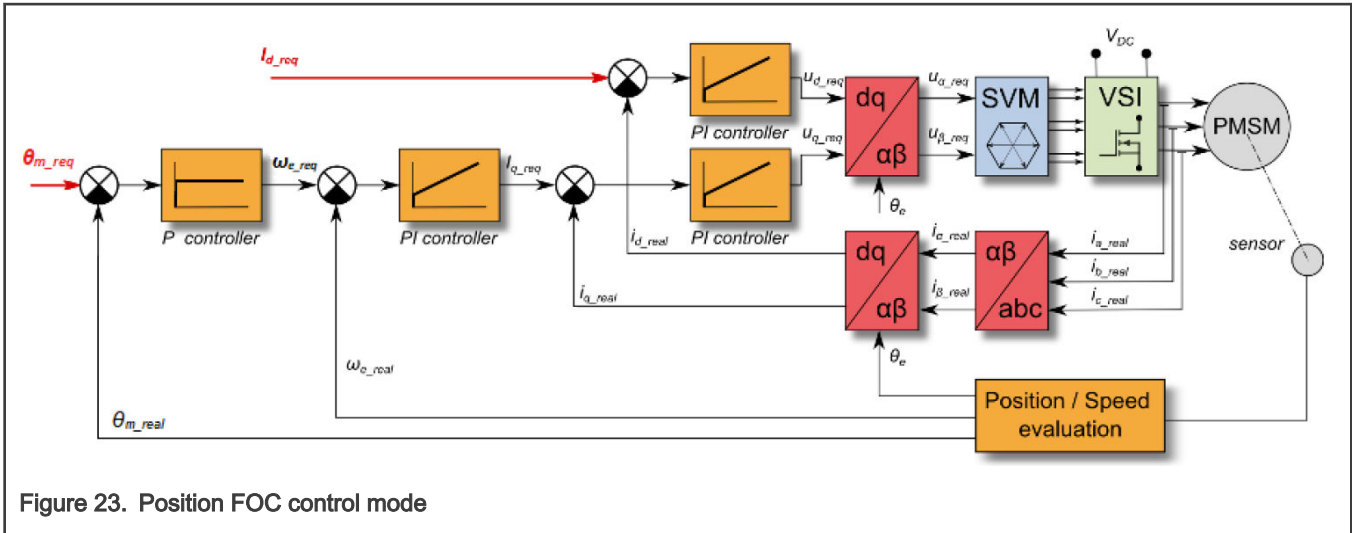 V_DC
I_d_req
u_d_req
u_α_req
dq
SVM
VSI
PMSM
PI controller
u_q_req
u_β_req
θ_m_req
ω_e_req
I_q_req
αβ
θ_e
P controller
PI controller
PI controller
i_d_real
i_α_real
i_a_real
sensor
dq
αβ
i_b_real
i_q_real
i_β_real
i_c_real
αβ
abc
θ_e
ω_e_real
θ_m_real
Position / Speed
evaluation
Figure 23. Position FOC control mode